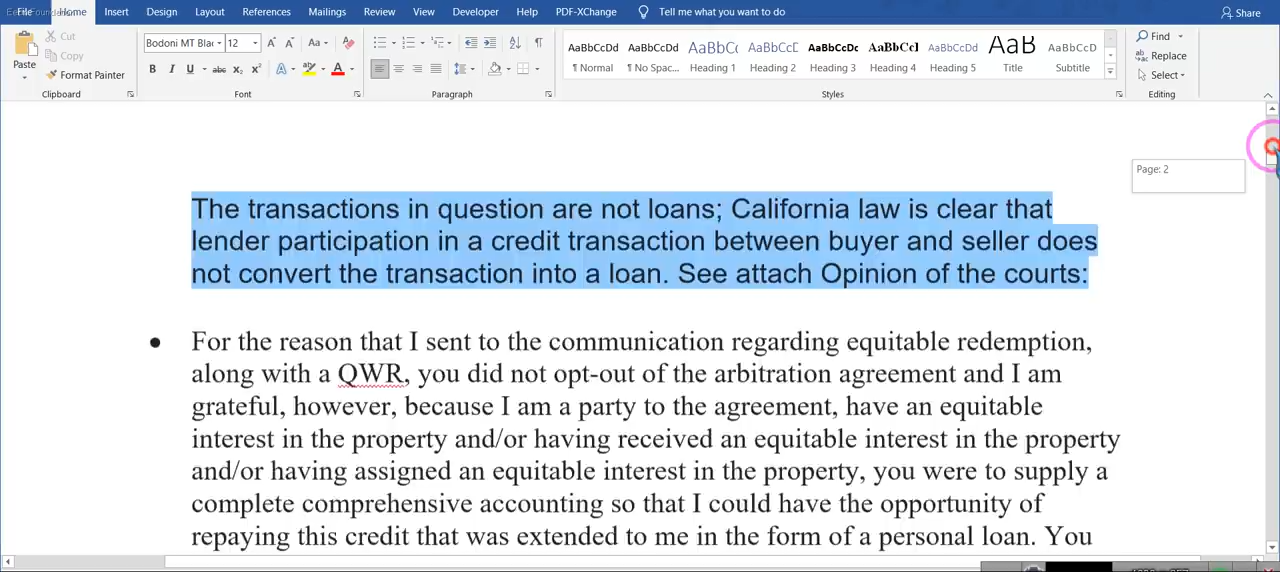 File Home Insert Design Layout References Mailings Review View Developer Help PDF-XChange Tell me what you want to do Share
Cut
Copy
Paste Format Painter
Bodoni MT Blac 12
Aa
B I U abc X2 X2 A A
Find
Replace
Select
AaBbCcDd AaBbCcDd AaBbCc AaBbCcD AaBbCcDc AaBbCcI AaBbCcDd AaB AaBbCcDd
¶ Normal ¶ No Spac... Heading 1 Heading 2 Heading 3 Heading 4 Heading 5 Title Subtitle
Clipboard Font Paragraph Styles Editing
Page: 2
The transactions in question are not loans; California law is clear that
lender participation in a credit transaction between buyer and seller does
not convert the transaction into a loan. See attach Opinion of the courts:
● For the reason that I sent to the communication regarding equitable redemption,
along with a QWR, you did not opt-out of the arbitration agreement and I am
grateful, however, because I am a party to the agreement, have an equitable
interest in the property and/or having received an equitable interest in the property
and/or having assigned an equitable interest in the property, you were to supply a
complete comprehensive accounting so that I could have the opportunity of
repaying this credit that was extended to me in the form of a personal loan. You